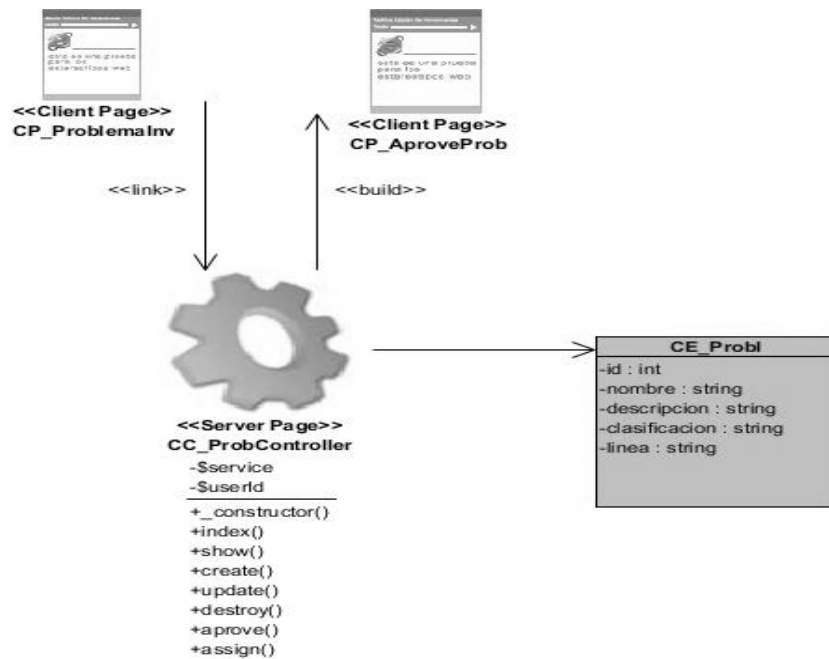 <<Client Page>>
CP_ProblemaInv
<<Client Page>>
CP_AproveProb
<<link>>
<<build>>
<<Server Page>>
CC_ProbController
-$service
-$userId
+_constructor()
+index()
+show()
+create()
+update()
+destroy()
+aprove()
+assign()
CE_Probl
-id : int
-nombre : string
-descripcion : string
-clasificacion : string
-linea : string